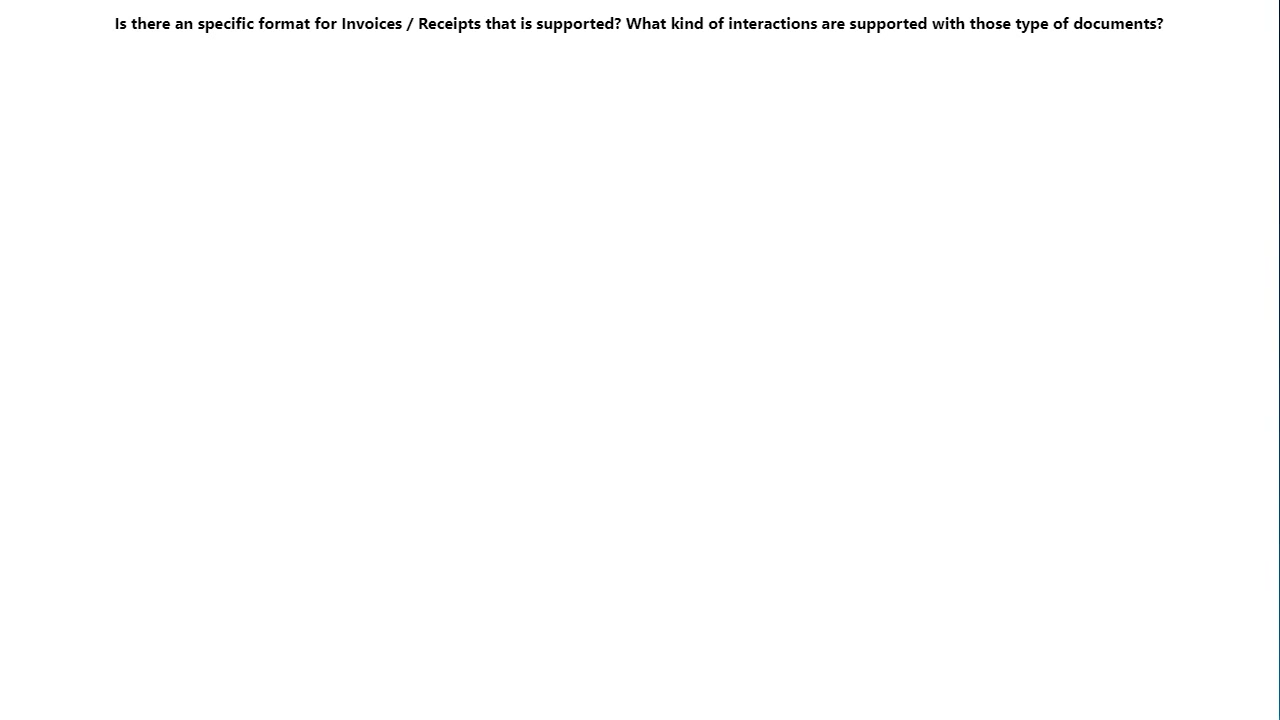 Is there an specific format for Invoices / Receipts that is supported? What kind of interactions are supported with those type of documents?